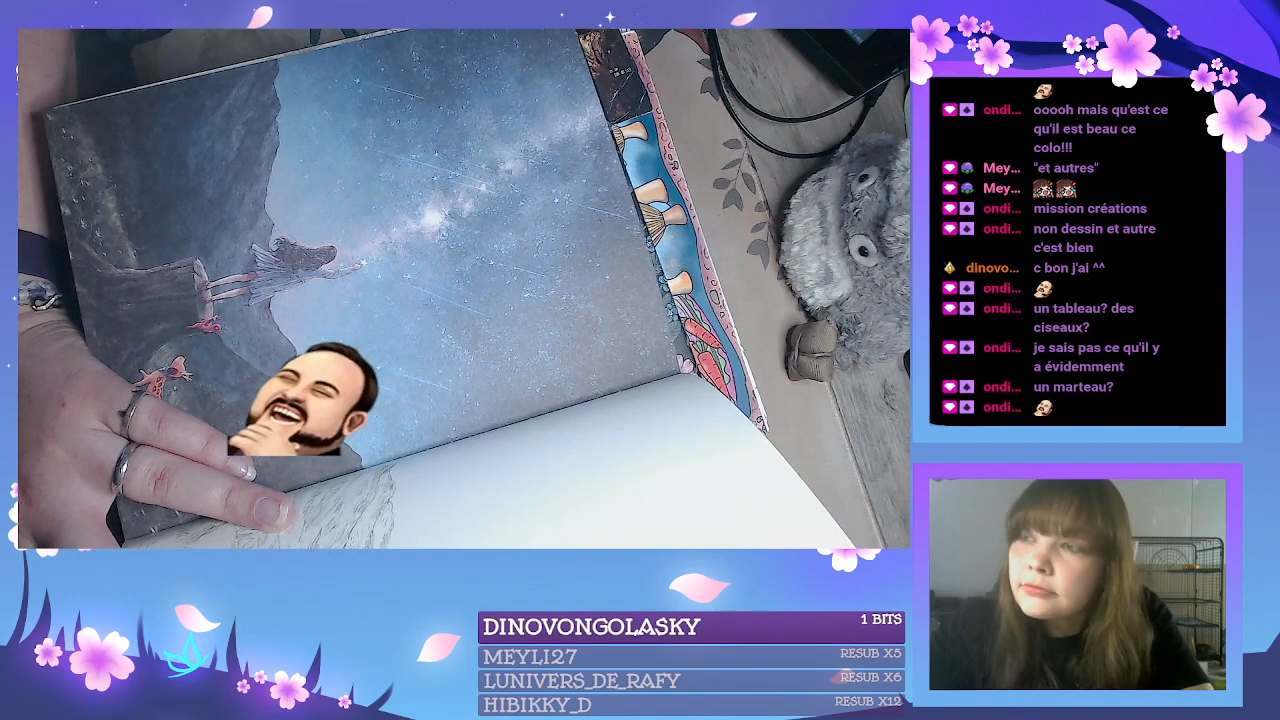 ondi... ooooh mais qu'est ce
qu'il est beau ce
colo!!!
Mey... "et autres"
Mey...
ondi... mission créations
ondi... non dessin et autre
c'est bien
dinovo... c bon j'ai ^^
ondi...
ondi... un tableau? des
ciseaux?
ondi... je sais pas ce qu'il y
a évidemment
ondi... un marteau?
ondi...
DINOVONGOLASKY 1 BITS
MEYLI27 RESUB X5
LUNIVERS_DE_RAFY RESUB X6
HIBIKKY_D RESUB X12